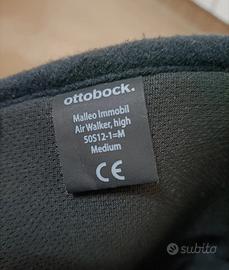 ottobock.
Malleo Immobil
Air Walker, high
50S12-1=M
Medium
CE
subito